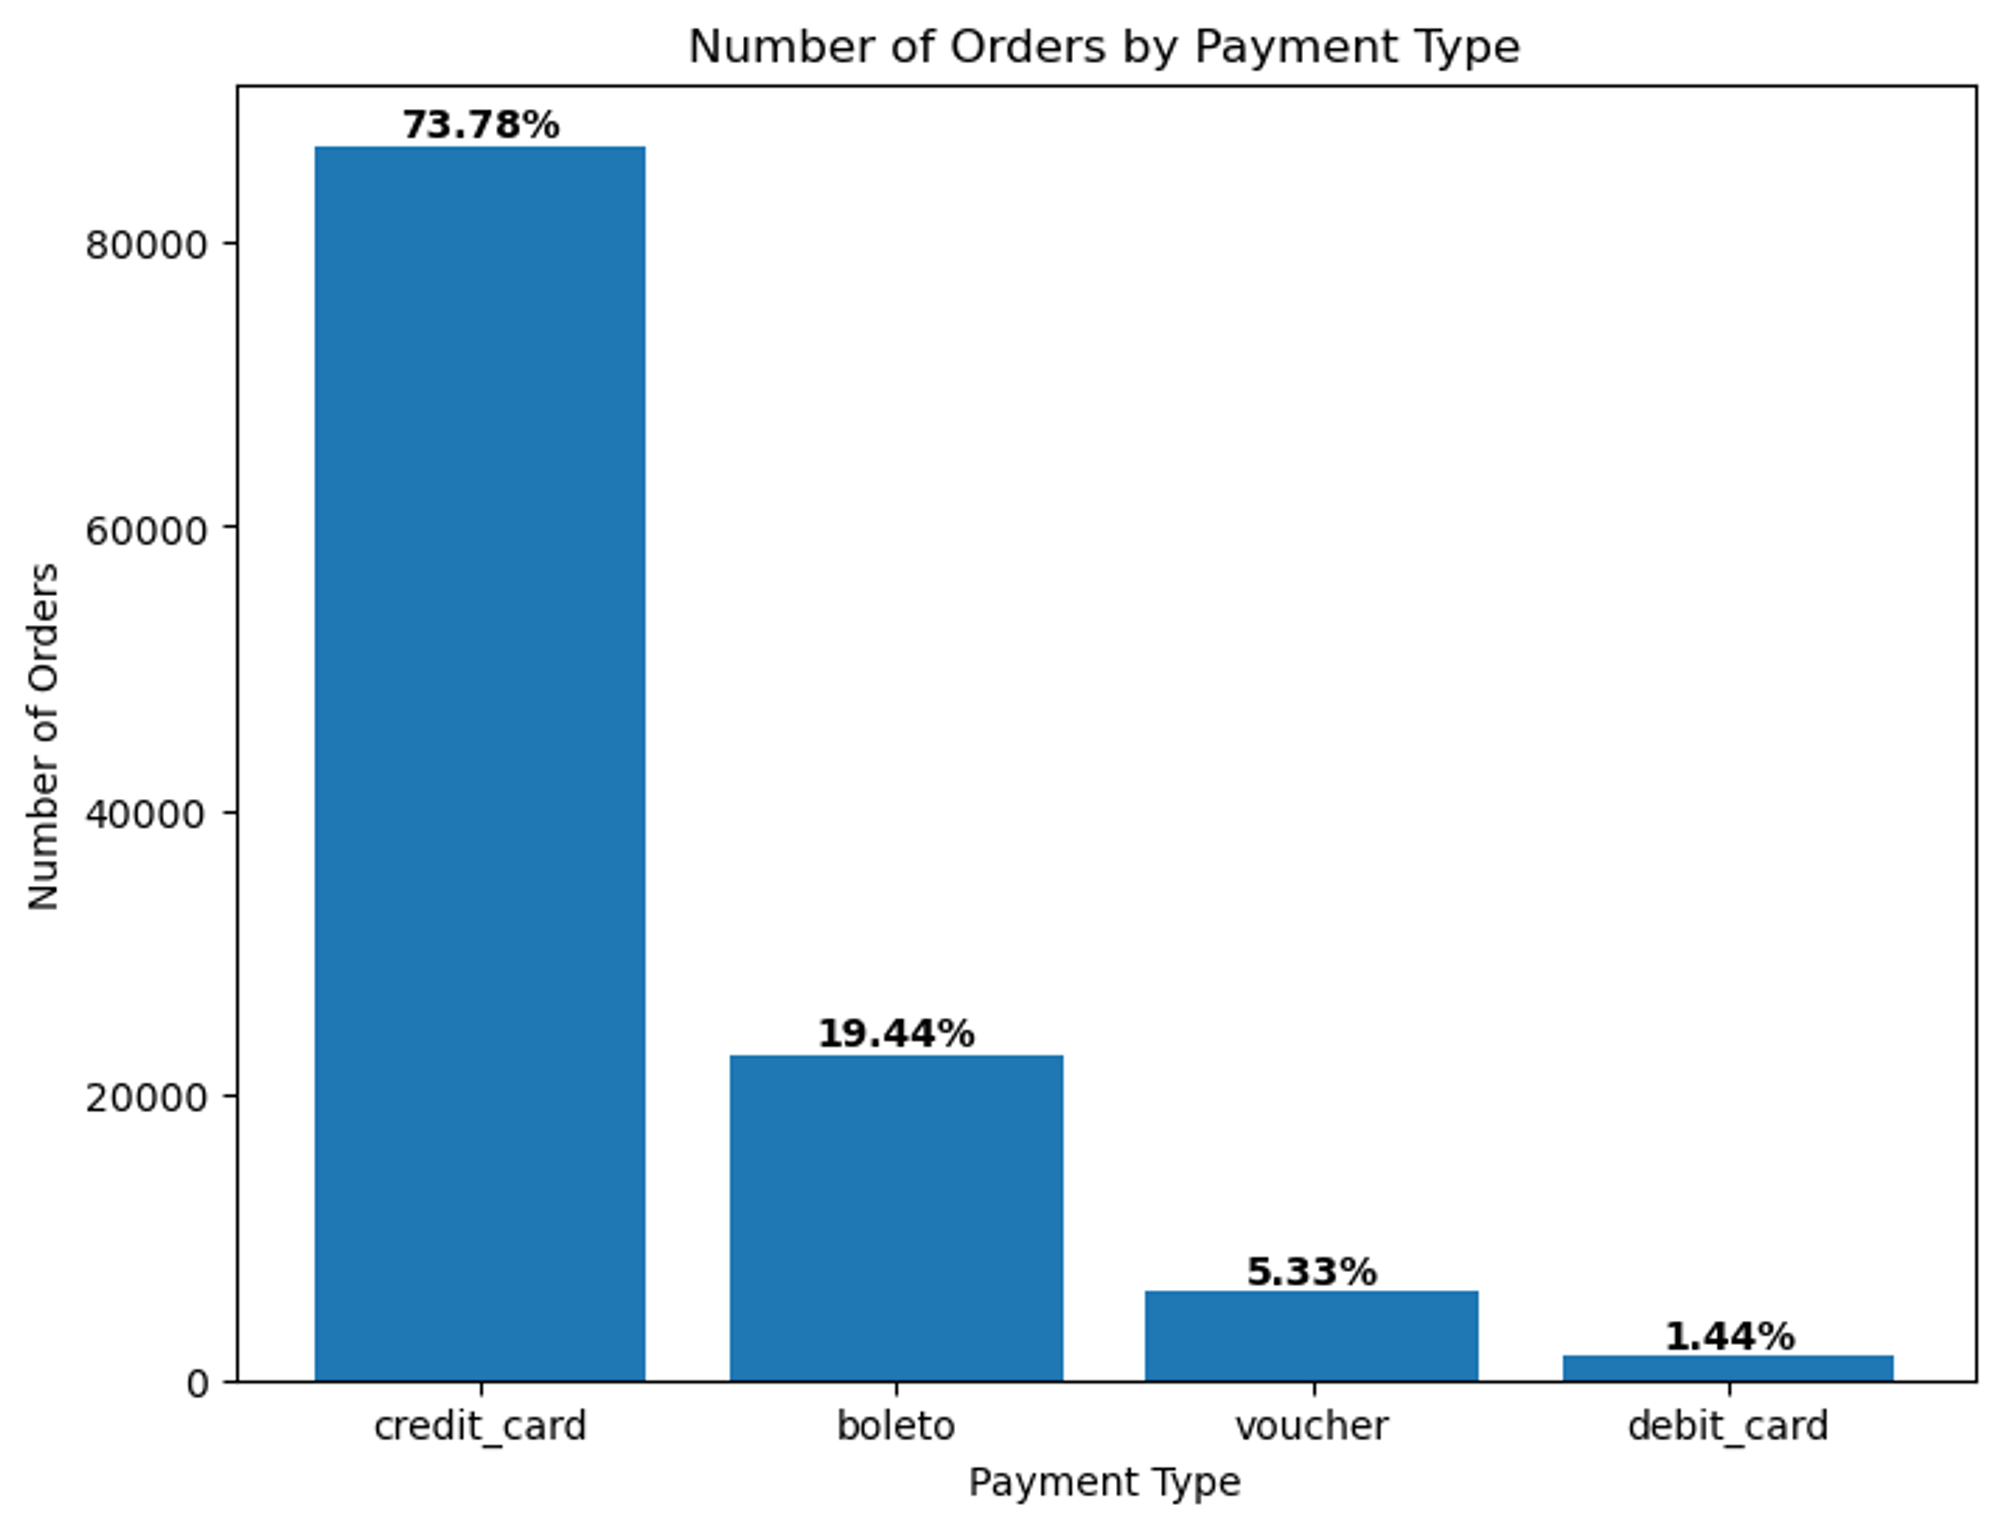 Number of Orders by Payment Type
73.78%
80000
60000
Number of Orders
40000
19.44%
20000
5.33%
1.44%
0
credit_card boleto voucher debit_card
Payment Type